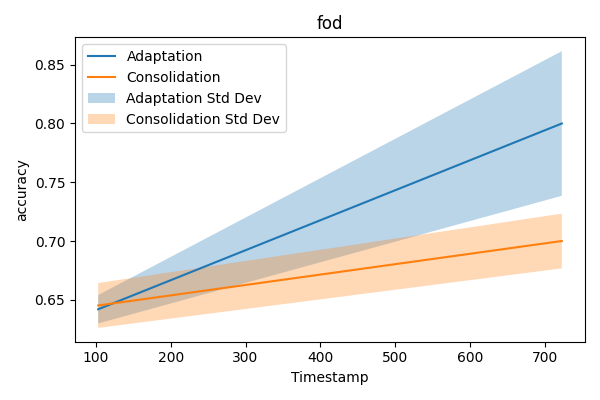 fod
Adaptation
Consolidation
Adaptation Std Dev
Consolidation Std Dev
accuracy
0.85
0.80
0.75
0.70
0.65
100 200 300 400 500 600 700
Timestamp